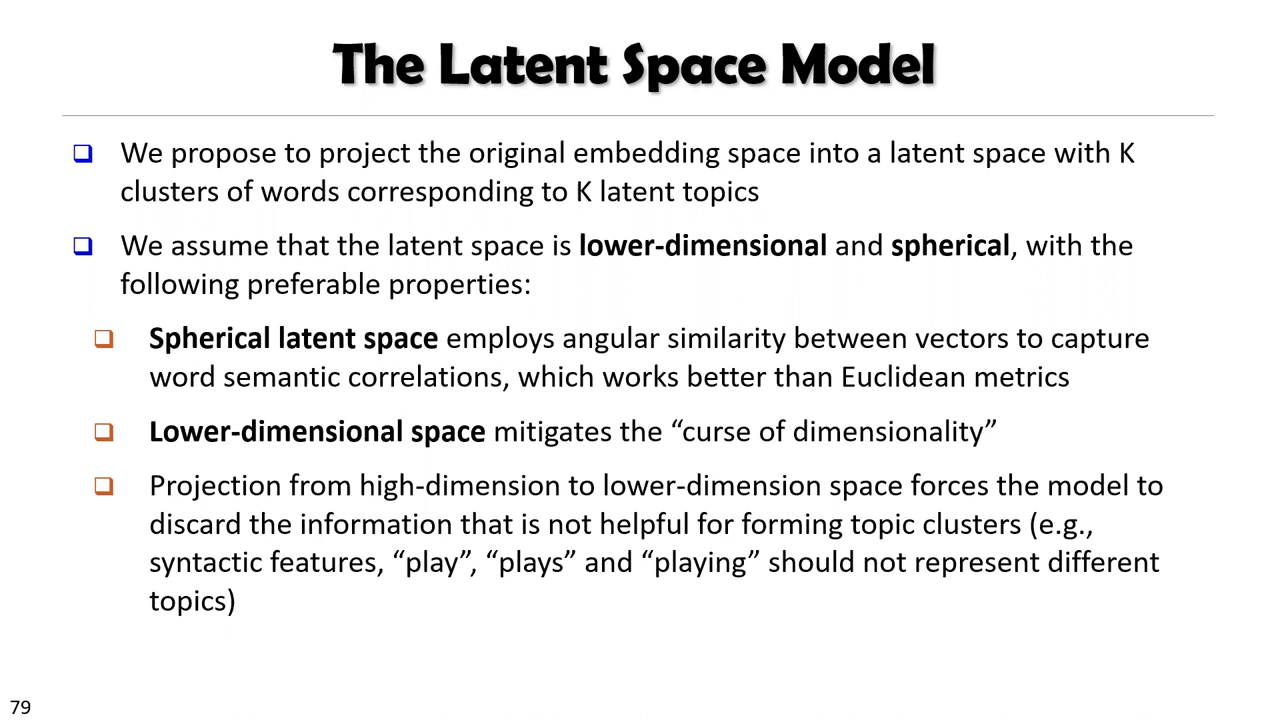 The Latent Space Model
❑ We propose to project the original embedding space into a latent space with K
clusters of words corresponding to K latent topics
❑ We assume that the latent space is lower-dimensional and spherical, with the
following preferable properties:
❑ Spherical latent space employs angular similarity between vectors to capture
word semantic correlations, which works better than Euclidean metrics
❑ Lower-dimensional space mitigates the “curse of dimensionality”
❑ Projection from high-dimension to lower-dimension space forces the model to
discard the information that is not helpful for forming topic clusters (e.g.,
syntactic features, “play”, “plays” and “playing” should not represent different
topics)
79